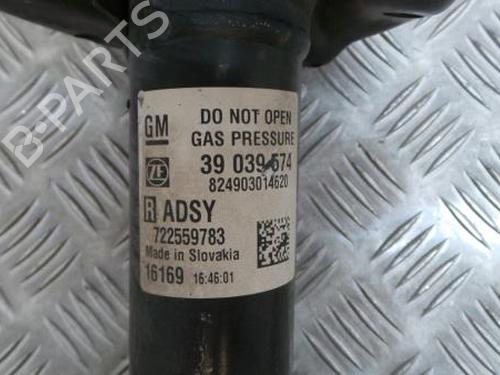 GM DO NOT OPEN
GAS PRESSURE
ZF 39 039 574
824903014620
R ADSY
722559783
Made in Slovakia
16169 16:46:01
B-PARTS